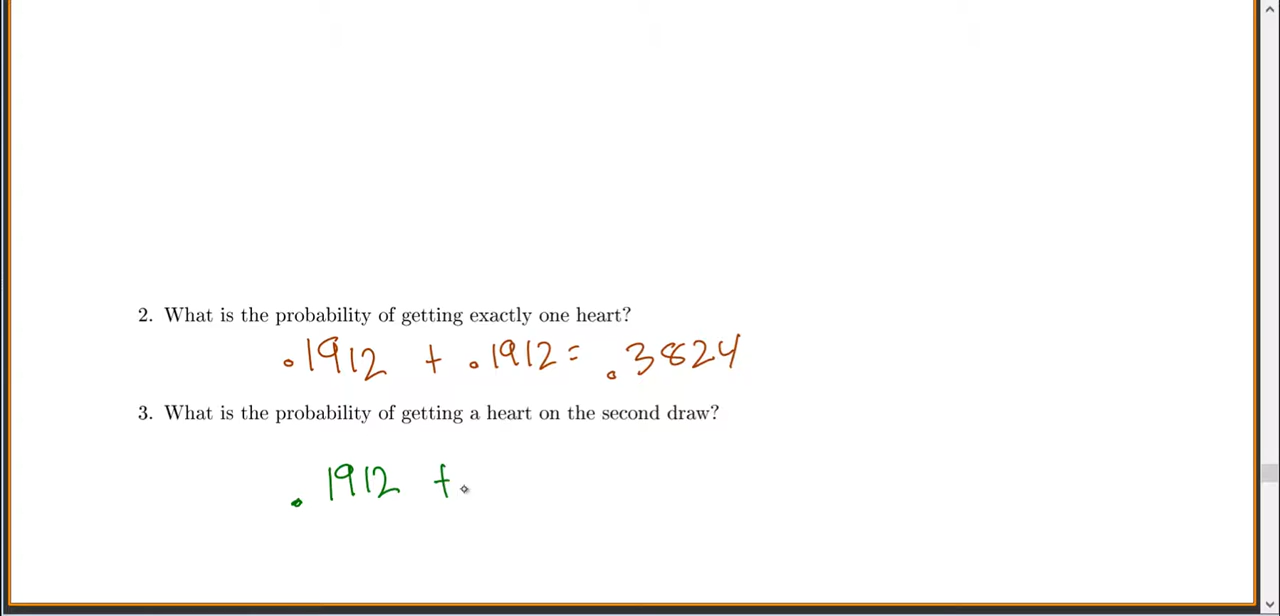 2. What is the probability of getting exactly one heart?
.1912 + .1912 = .3824
3. What is the probability of getting a heart on the second draw?
.1912 +